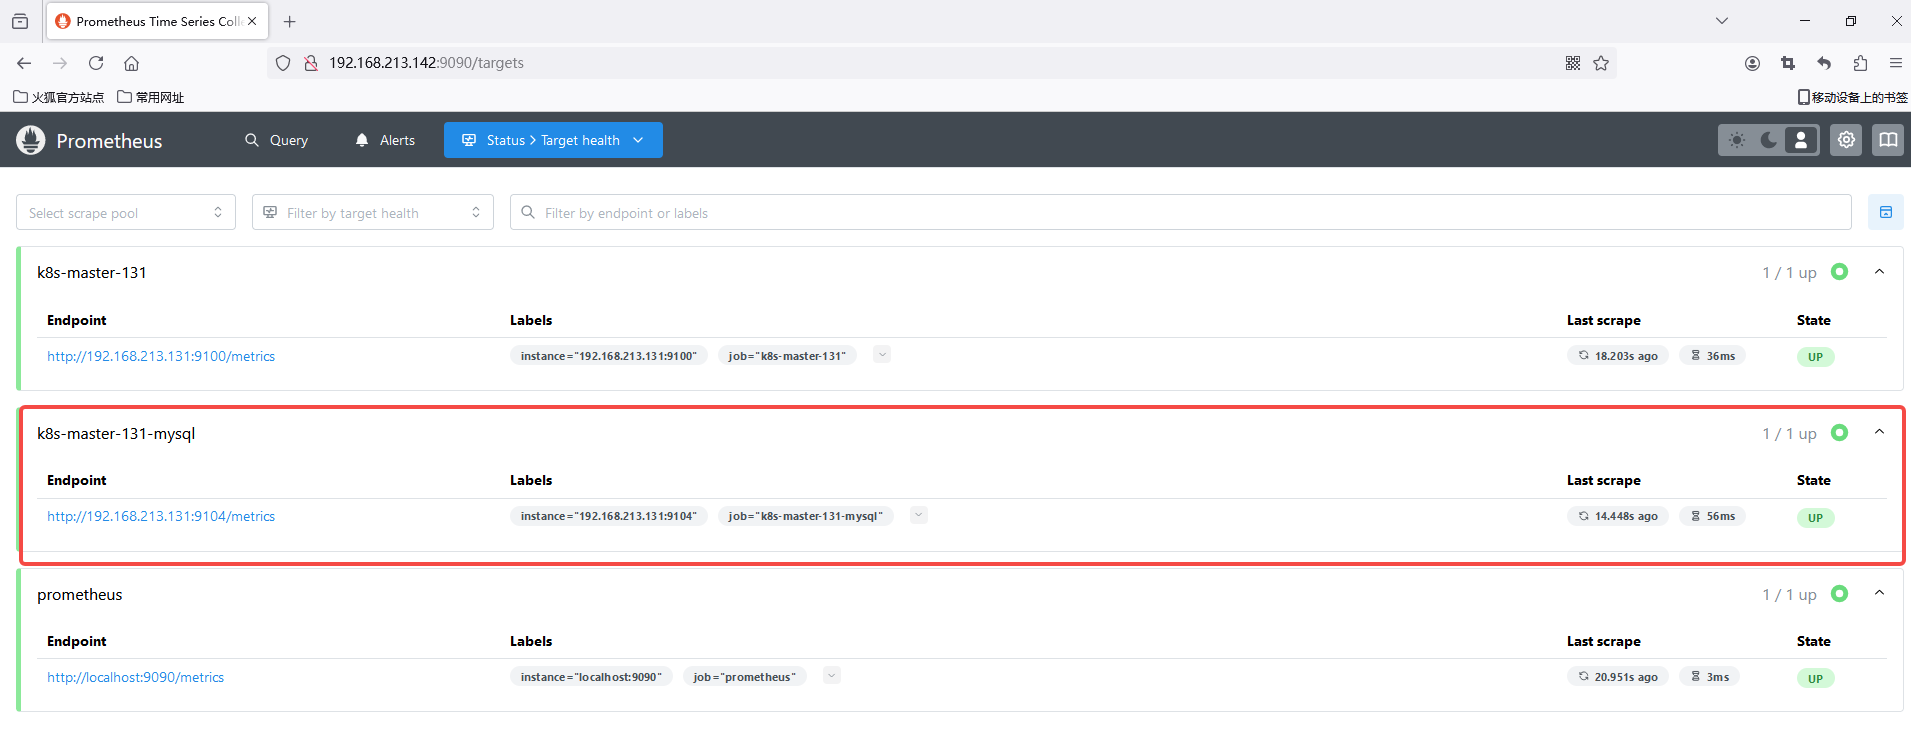 Prometheus Time Series Coll
192.168.213.142:9090/targets
火狐官方站点 常用网址 移动设备上的书签
Prometheus Query Alerts Status > Target health
Select scrape pool Filter by target health Filter by endpoint or labels
k8s-master-131 1 / 1 up
Endpoint Labels Last scrape State
http://192.168.213.131:9100/metrics instance="192.168.213.131:9100" job="k8s-master-131" 18.203s ago 36ms UP
k8s-master-131-mysql 1 / 1 up
Endpoint Labels Last scrape State
http://192.168.213.131:9104/metrics instance="192.168.213.131:9104" job="k8s-master-131-mysql" 14.448s ago 56ms UP
prometheus 1 / 1 up
Endpoint Labels Last scrape State
http://localhost:9090/metrics instance="localhost:9090" job="prometheus" 20.951s ago 3ms UP